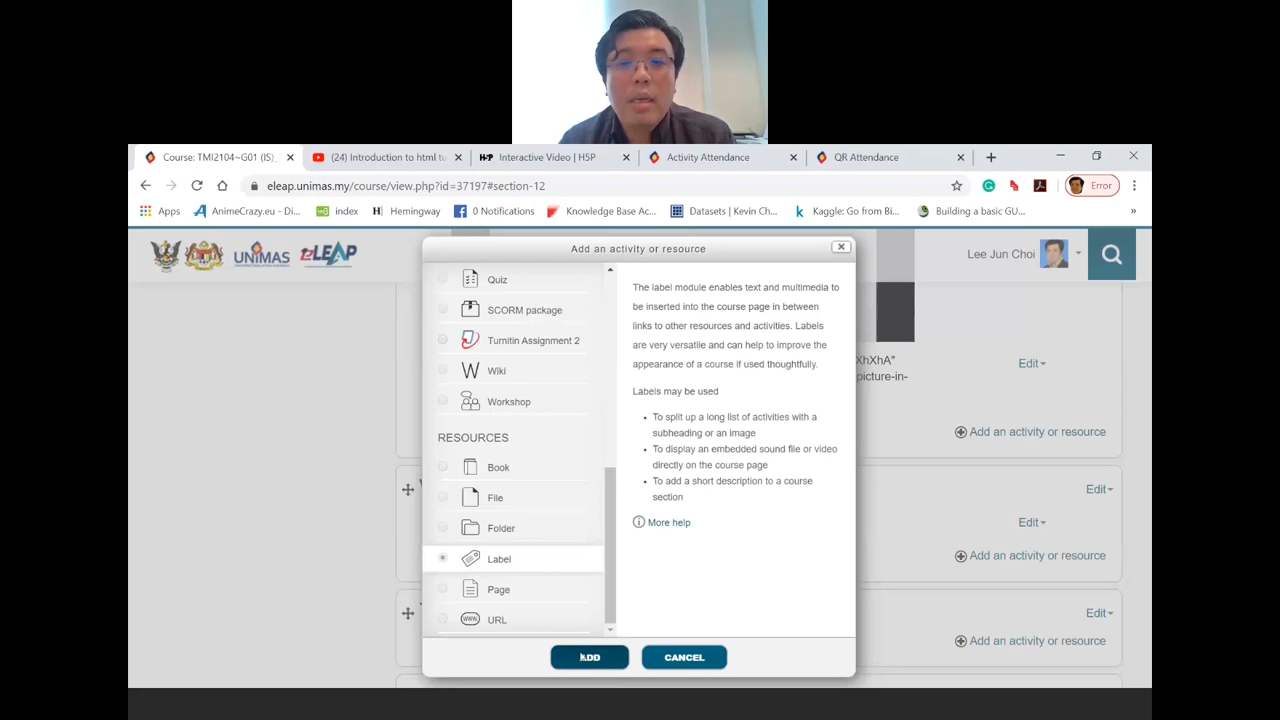 Course: TMI2104~G01 (IS)_
(24) Introduction to html tu
H5P Interactive Video | H5P
Activity Attendance
QR Attendance
eleap.unimas.my/course/view.php?id=37197#section-12
Error
Apps
AnimeCrazy.eu - Di...
index
Hemingway
0 Notifications
Knowledge Base Ac...
Datasets | Kevin Ch...
Kaggle: Go from Bi...
Building a basic GU...
UNIMAS
eLEAP
Lee Jun Choi
Add an activity or resource
Quiz
SCORM package
Turnitin Assignment 2
Wiki
Workshop
RESOURCES
Book
File
Folder
Label
Page
URL
The label module enables text and multimedia to
be inserted into the course page in between
links to other resources and activities. Labels
are very versatile and can help to improve the
appearance of a course if used thoughtfully.
Labels may be used
To split up a long list of activities with a
subheading or an image
To display an embedded sound file or video
directly on the course page
To add a short description to a course
section
More help
ADD
CANCEL
XhXhA"
picture-in-
Edit
Add an activity or resource
Edit
Edit
Add an activity or resource
Edit
Add an activity or resource